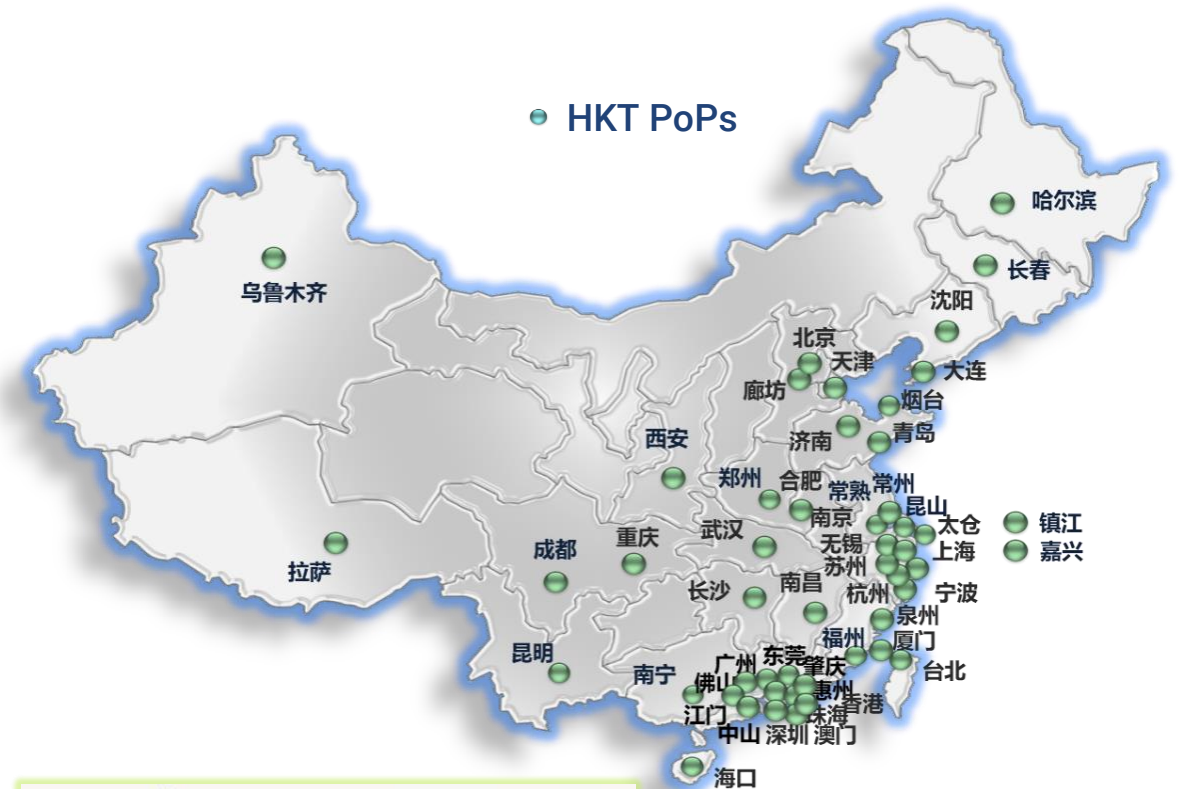 HKT PoPs
哈尔滨
乌鲁木齐
长春
沈阳
北京
天津
大连
廊坊
烟台
青岛
济南
西安
郑州
合肥
常熟
常州
昆山
南京
太仓
镇江
武汉
无锡
上海
嘉兴
成都
重庆
苏州
拉萨
长沙
南昌
杭州
宁波
泉州
福州
厦门
昆明
南宁
广州
东莞
肇庆
台北
佛山
惠州
香港
江门
珠海
中山
深圳
澳门
海口